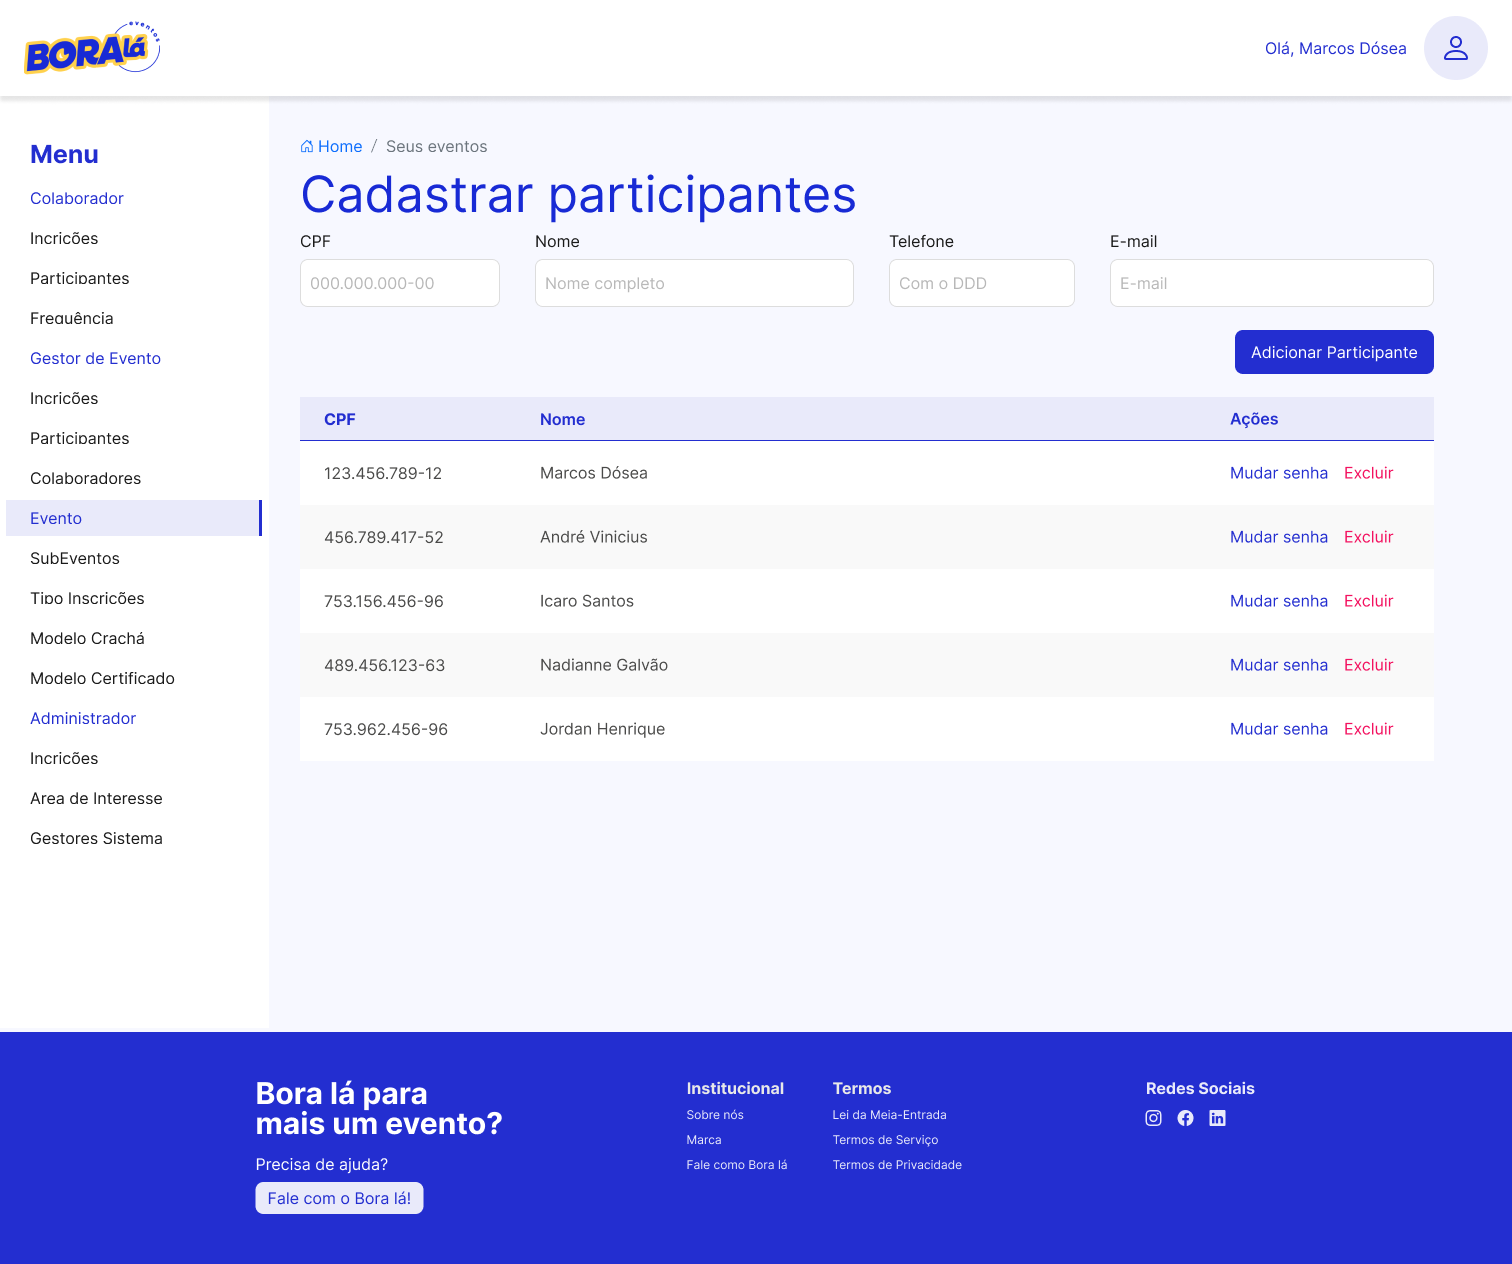 BORA lá eventos
Olá, Marcos Dósea
Menu
Colaborador
Incricões
Participantes
Frequência
Gestor de Evento
Incricões
Participantes
Colaboradores
Evento
SubEventos
Tipo Inscricões
Modelo Crachá
Modelo Certificado
Administrador
Incricões
Area de Interesse
Gestores Sistema
Home / Seus eventos
Cadastrar participantes
CPF Nome Telefone E-mail
000.000.000-00 Nome completo Com o DDD E-mail
Adicionar Participante
CPF Nome Ações
123.456.789-12 Marcos Dósea Mudar senha Excluir
456.789.417-52 André Vinicius Mudar senha Excluir
753.156.456-96 Icaro Santos Mudar senha Excluir
489.456.123-63 Nadianne Galvão Mudar senha Excluir
753.962.456-96 Jordan Henrique Mudar senha Excluir
Bora lá para
mais um evento?
Precisa de ajuda?
Fale com o Bora lá!
Institucional
Sobre nós
Marca
Fale como Bora lá
Termos
Lei da Meia-Entrada
Termos de Serviço
Termos de Privacidade
Redes Sociais